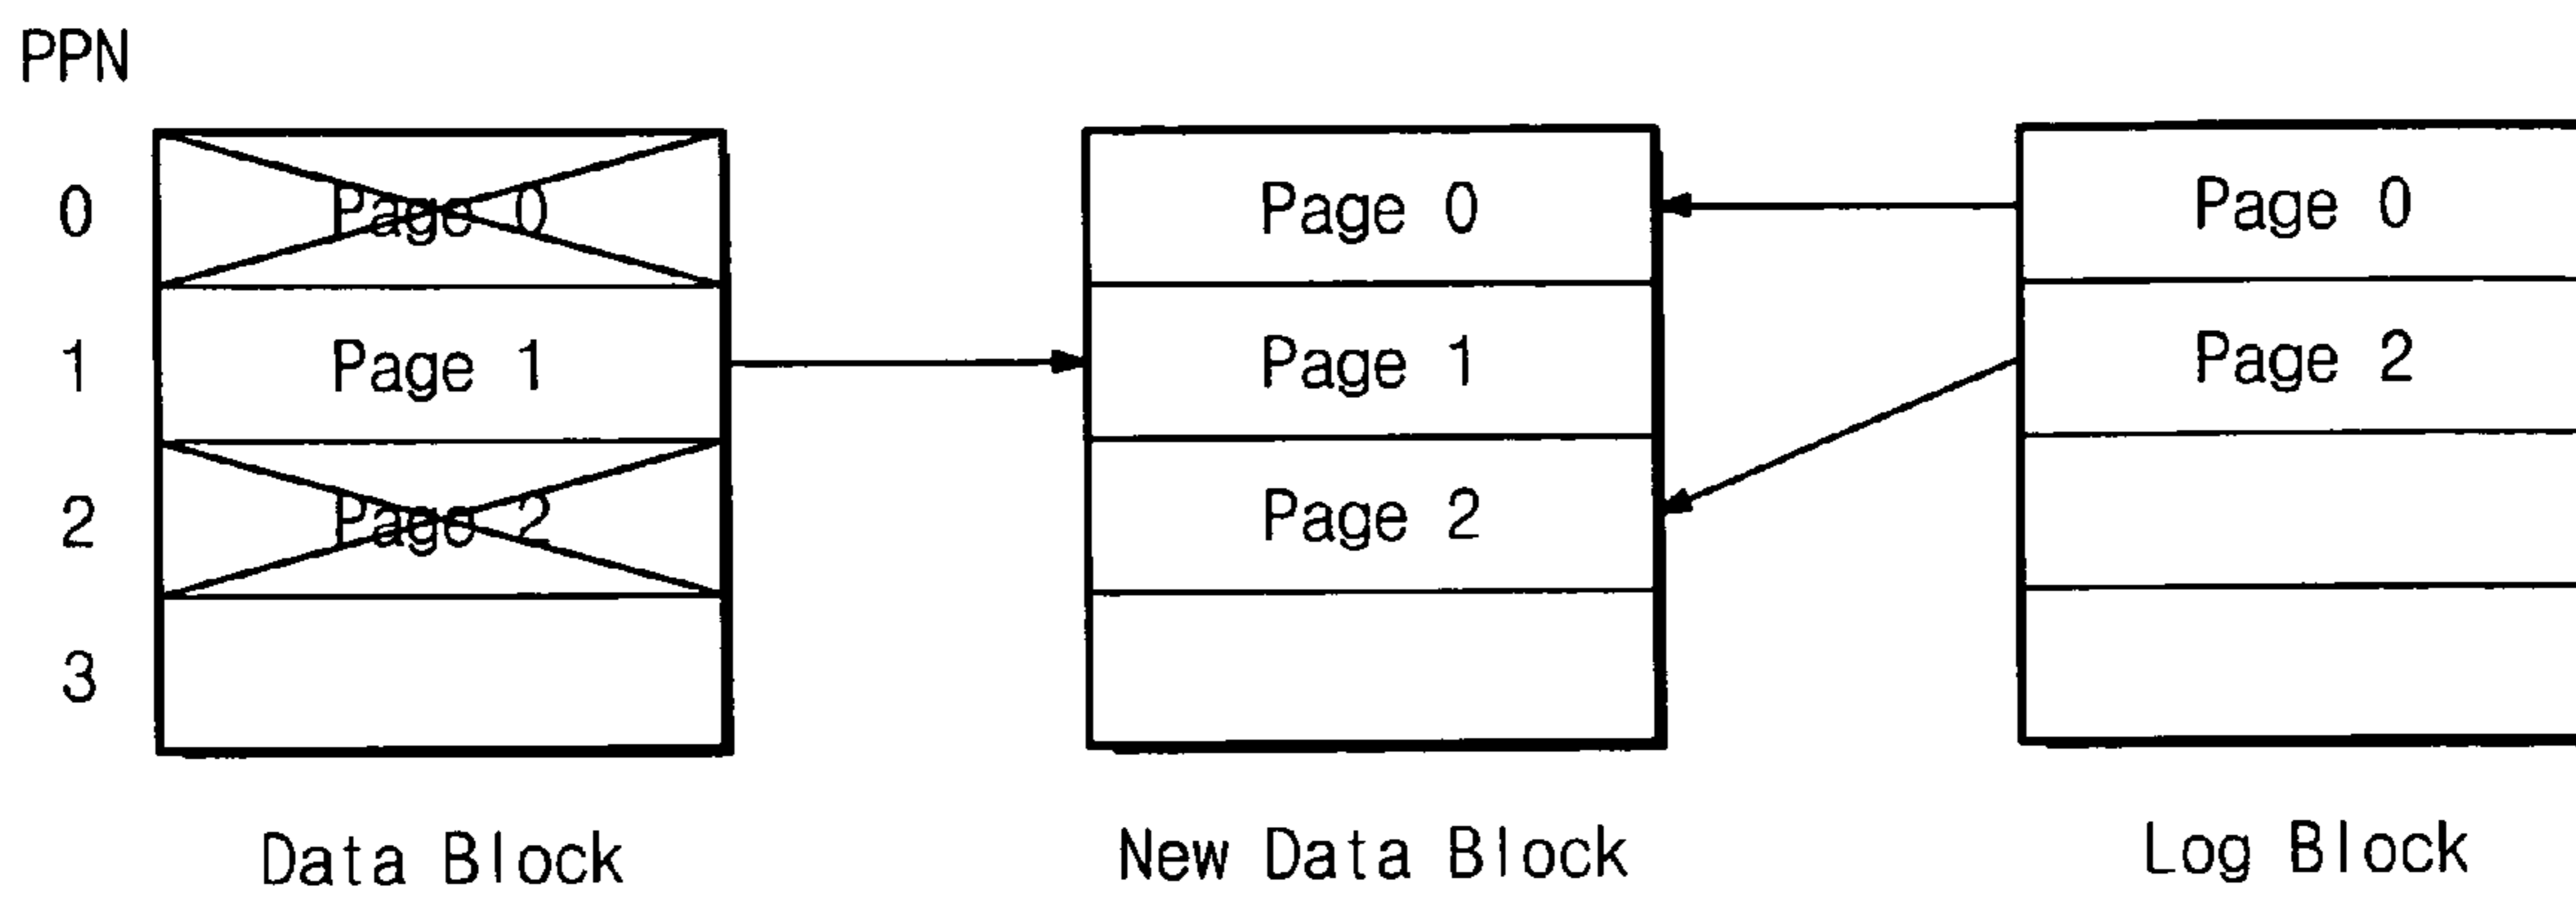 PPN
0 Page 0 Page 0 Page 0
1 Page 1 Page 1 Page 2
2 Page 2 Page 2
3
Data Block New Data Block Log Block